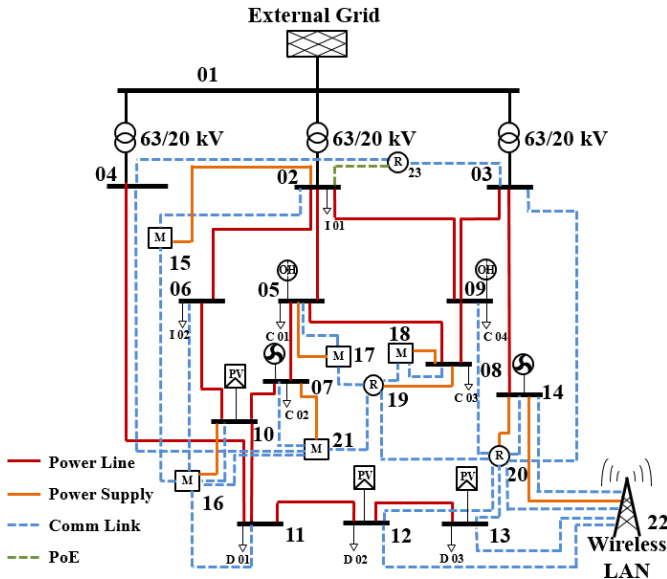 External Grid
01
63/20 kV
63/20 kV
63/20 kV
04
02
R
23
03
I 01
M
15
06
05
OH
09
OH
I 02
C 01
C 04
M
17
18
M
08
PV
07
C 02
R
19
C 03
14
10
21
M
Power Line
Power Supply
Comm Link
PoE
M
16
R
20
PV
PV
22
11
12
13
D 01
D 02
D 03
Wireless
LAN